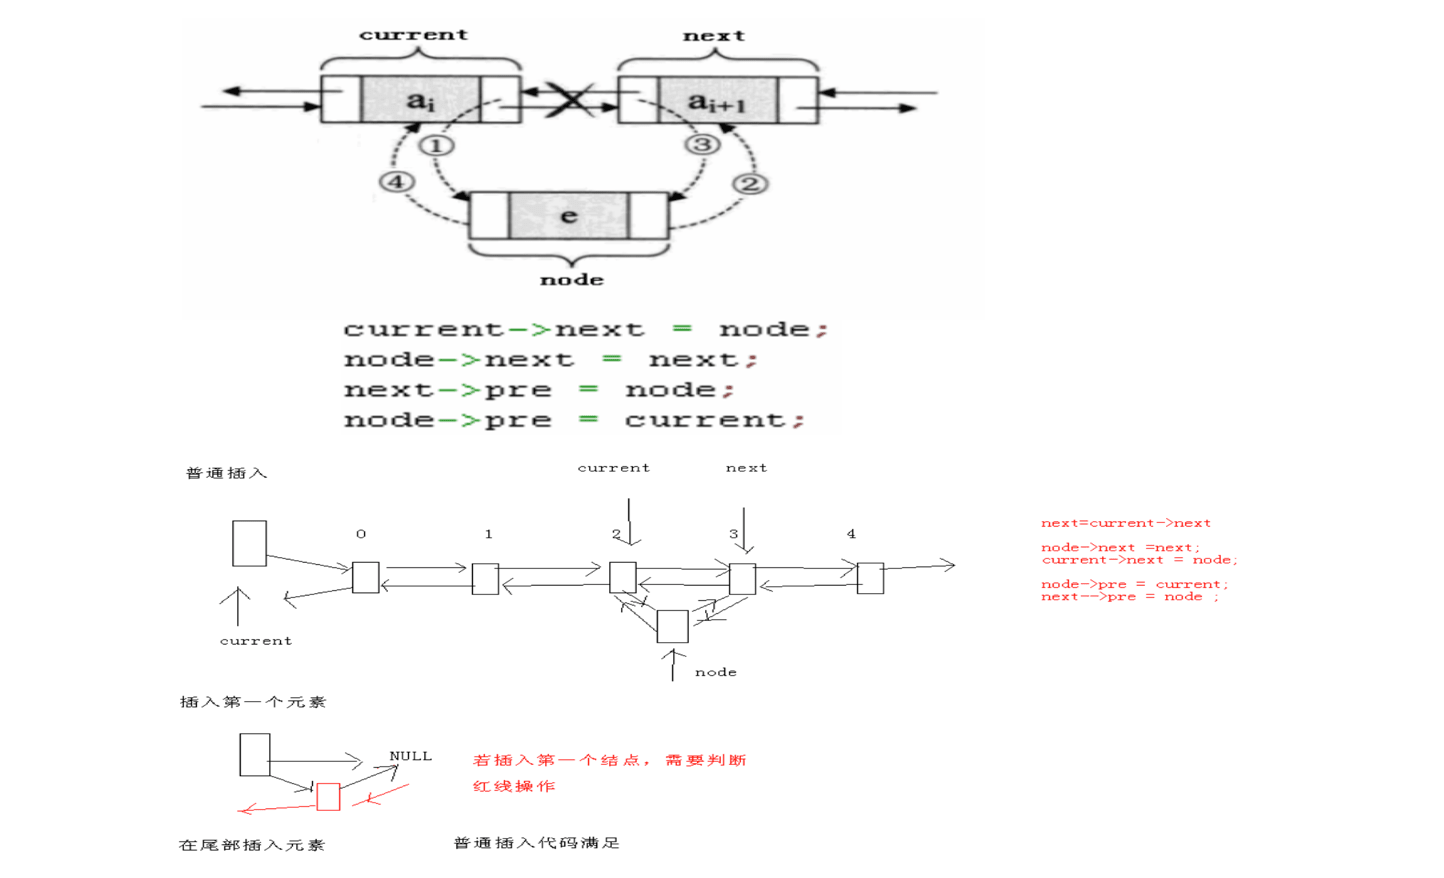 current next
aᵢ aᵢ₊₁
① ③
④ ②
e
node
current->next = node;
node->next = next;
next->pre = node;
node->pre = current;
普通插入
current next
0 1 2 3 4
current
node
next=current->next
node->next =next;
current->next = node;
node->pre = current;
next-->pre = node ;
插入第一个元素
NULL
若插入第一个结点，需要判断
红线操作
在尾部插入元素 普通插入代码满足